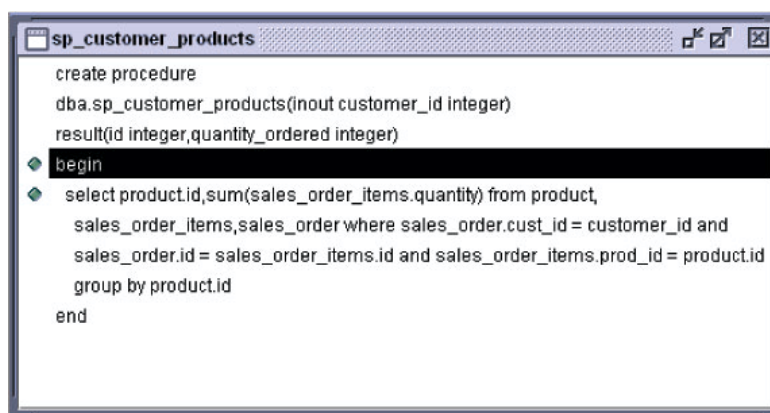 sp_customer_products
create procedure
dba.sp_customer_products(inout customer_id integer)
result(id integer,quantity_ordered integer)
begin
select product.id,sum(sales_order_items.quantity) from product,
sales_order_items,sales_order where sales_order.cust_id = customer_id and
sales_order.id = sales_order_items.id and sales_order_items.prod_id = product.id
group by product.id
end